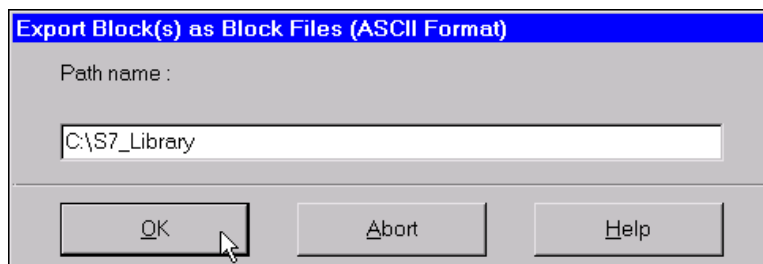 Export Block(s) as Block Files (ASCII Format)
Path name :
C:\S7_Library
OK Abort Help